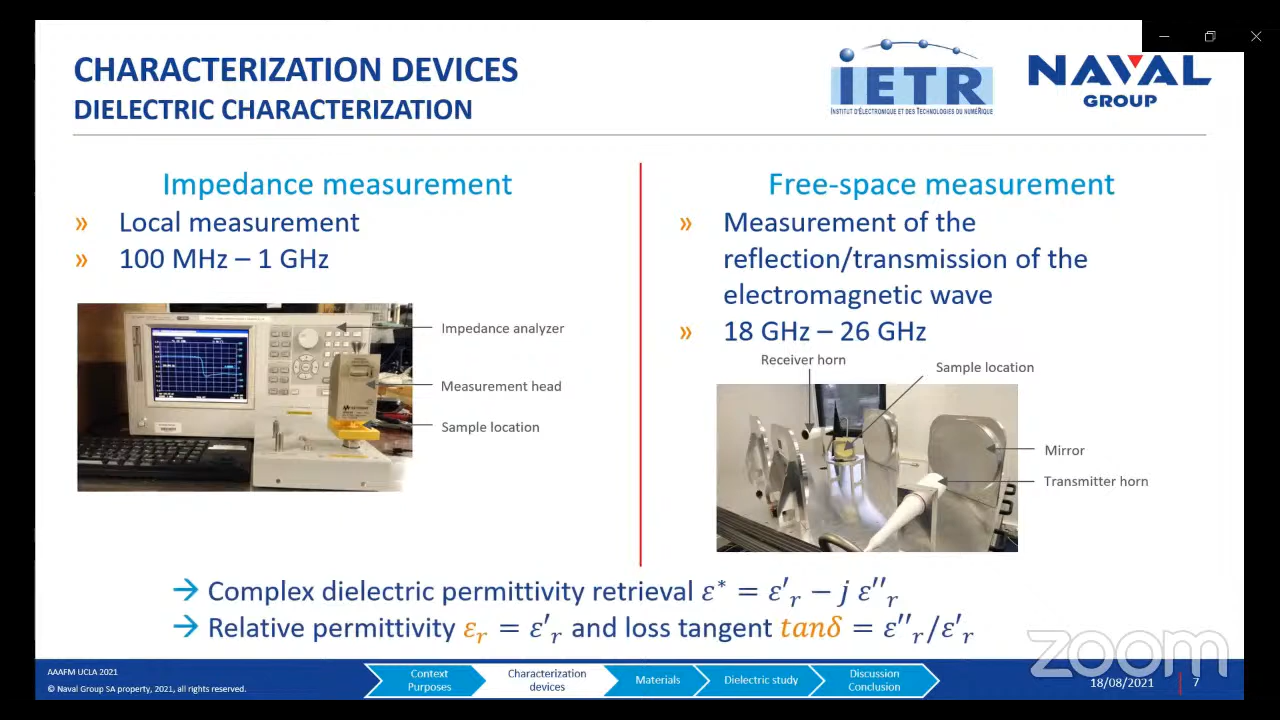 CHARACTERIZATION DEVICES
DIELECTRIC CHARACTERIZATION
IETR
INSTITUT D'ÉLECTRONIQUE ET DES TECHNOLOGIES DU NUMÉRIQUE
NAVAL
GROUP
Impedance measurement
» Local measurement
» 100 MHz – 1 GHz
Impedance analyzer
Measurement head
Sample location
Free-space measurement
» Measurement of the
reflection/transmission of the
electromagnetic wave
» 18 GHz – 26 GHz
Receiver horn
Sample location
Mirror
Transmitter horn
→ Complex dielectric permittivity retrieval ε* = ε′r − j ε′′r
→ Relative permittivity εr = ε′r and loss tangent tanδ = ε′′r/ε′r
zoom
AAAFM UCLA 2021
© Naval Group SA property, 2021, all rights reserved.
Context
Purposes
Characterization
devices
Materials
Dielectric study
Discussion
Conclusion
18/08/2021 | 7